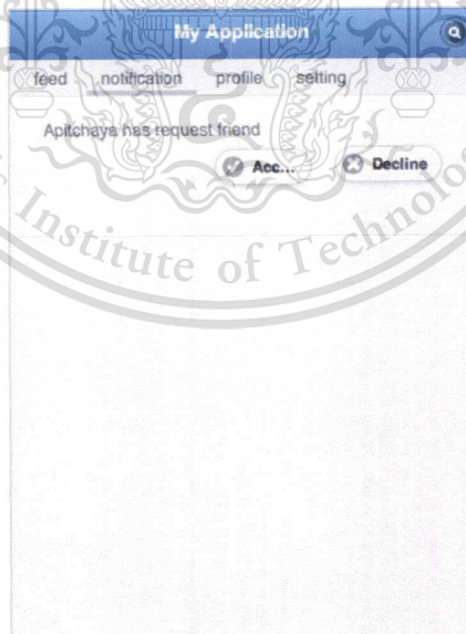 My Application
feed notification profile setting
Apitchaya has request friend
Acc... Decline
Institute of Technolo